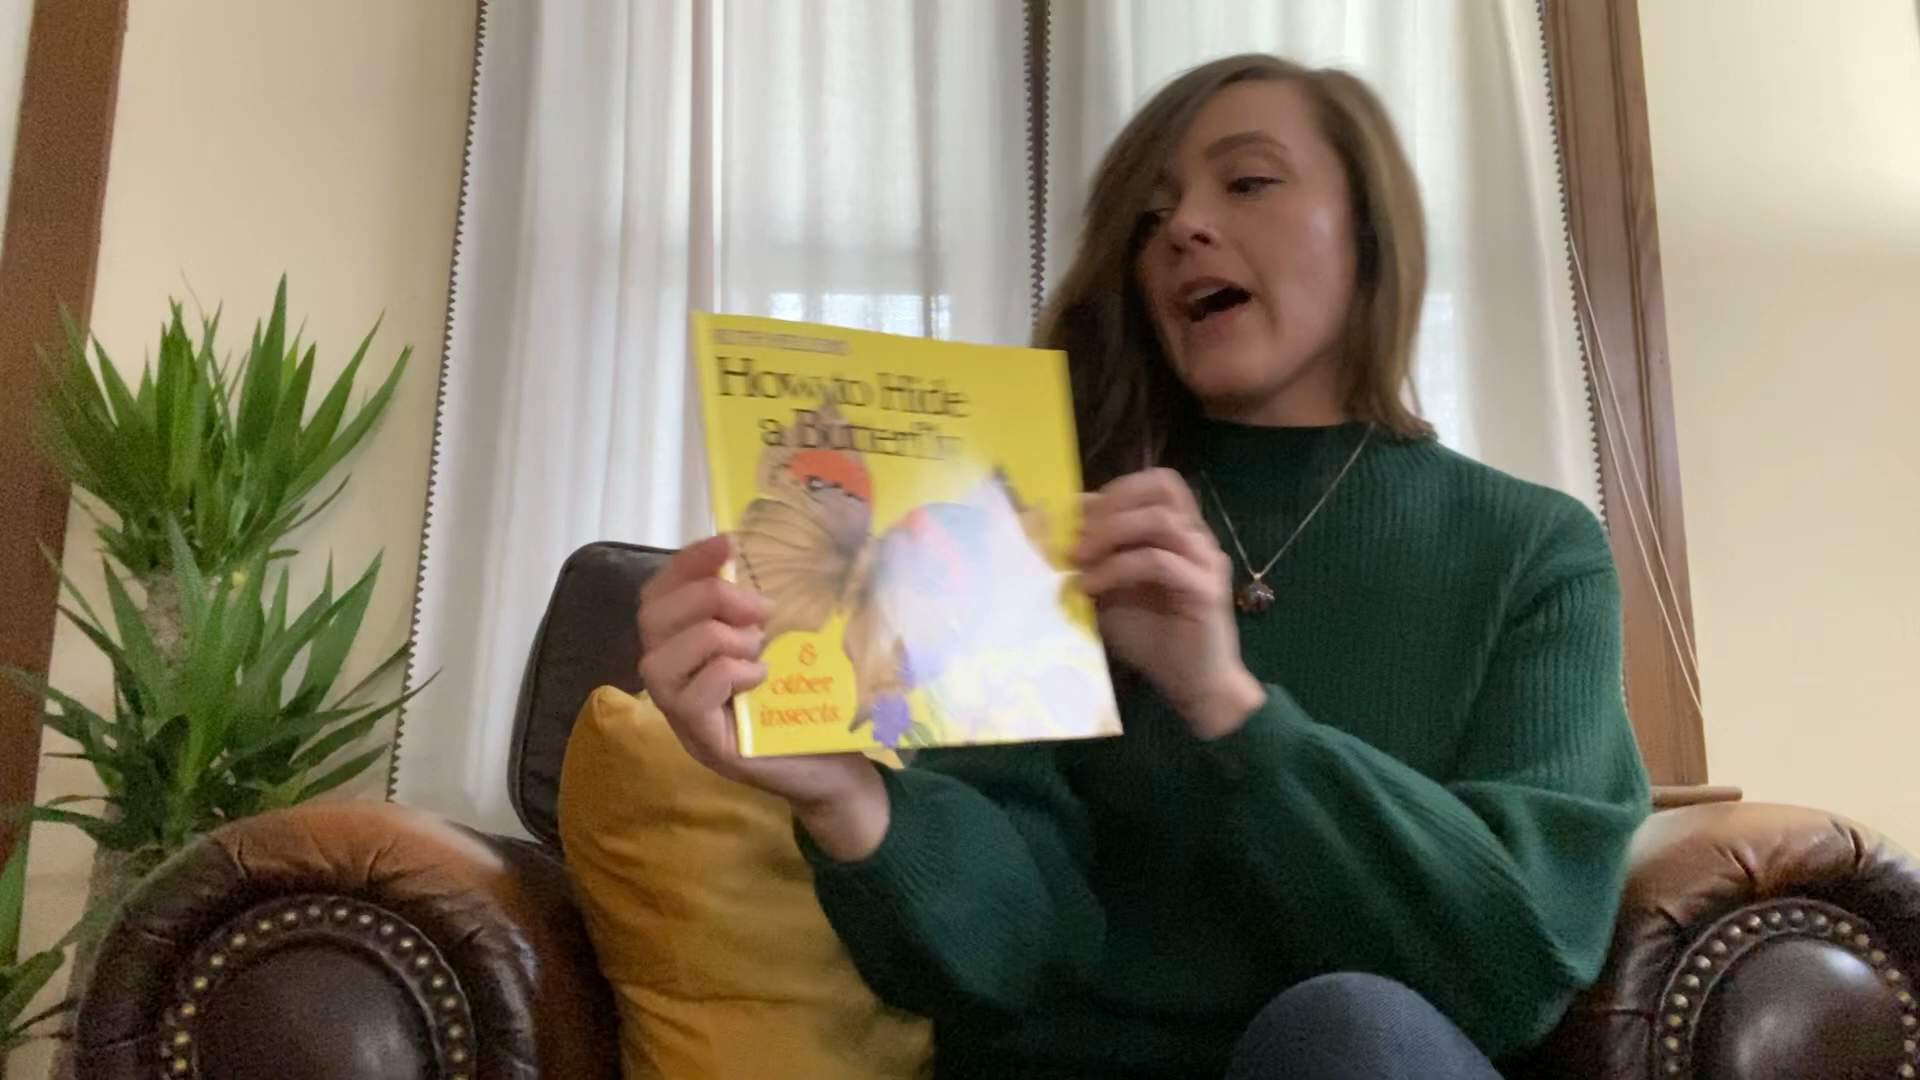 How to Hide
a Butterfly
&
other
insects